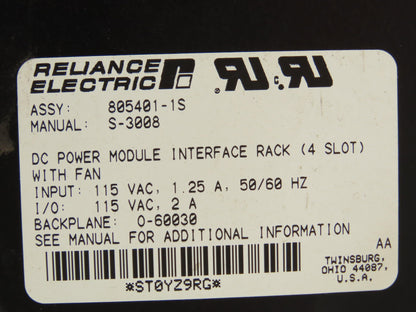 RELIANCE
ELECTRIC
ASSY: 805401-1S
MANUAL: S-3008
DC POWER MODULE INTERFACE RACK (4 SLOT)
WITH FAN
INPUT: 115 VAC, 1.25 A, 50/60 HZ
I/O: 115 VAC, 2 A
BACKPLANE: 0-60030
SEE MANUAL FOR ADDITIONAL INFORMATION
AA
*ST0YZ9RG*
TWINSBURG,
OHIO 44087,
U.S.A.